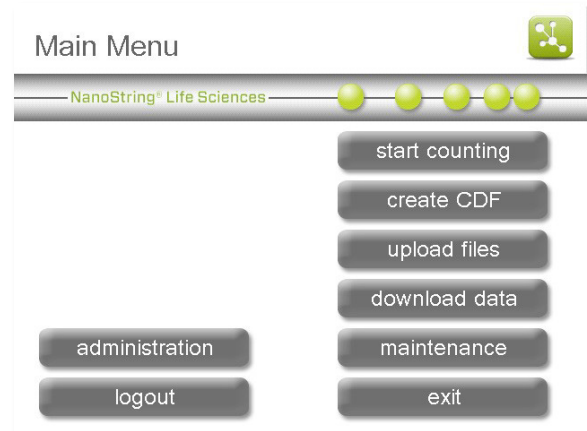 Main Menu
NanoString® Life Sciences
start counting
create CDF
upload files
download data
administration
maintenance
logout
exit